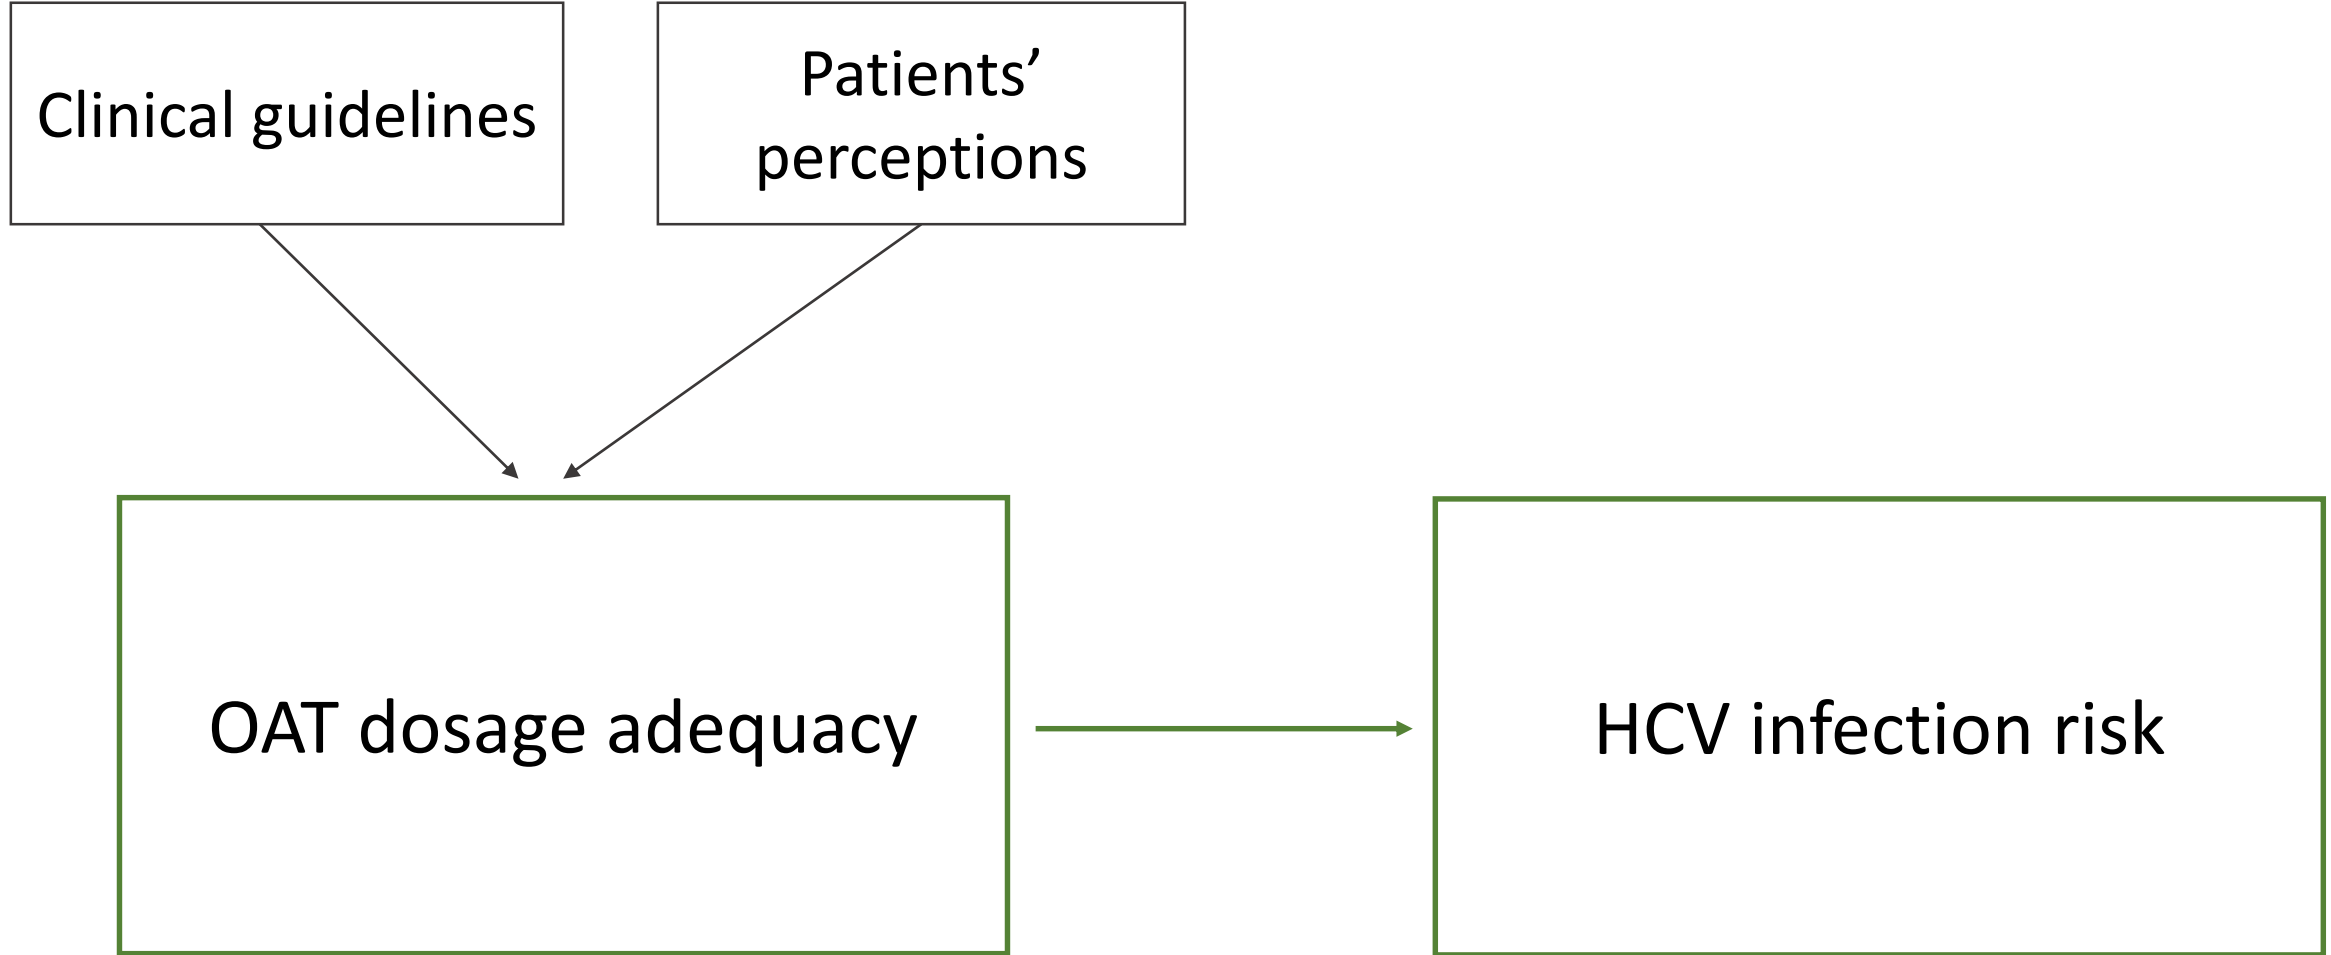 Clinical guidelines
Patients’
perceptions
OAT dosage adequacy
HCV infection risk